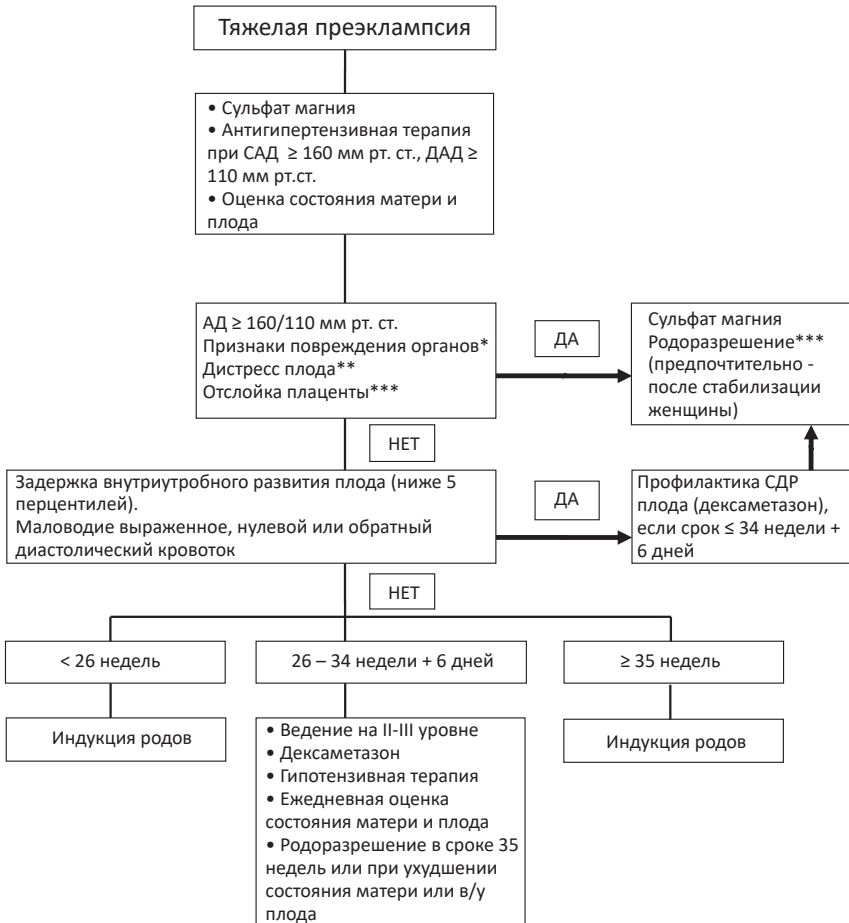 Тяжелая преэклампсия
• Сульфат магния
• Антигипертензивная терапия
при САД ≥ 160 мм рт. ст., ДАД ≥
110 мм рт.ст.
• Оценка состояния матери и
плода
АД ≥ 160/110 мм рт. ст.
Признаки повреждения органов*
Дистресс плода**
Отслойка плаценты***
ДА
Сульфат магния
Родоразрешение***
(предпочтительно -
после стабилизации
женщины)
НЕТ
Задержка внутриутробного развития плода (ниже 5
перцентилей).
Маловодие выраженное, нулевой или обратный
диастолический кровоток
ДА
Профилактика СДР
плода (дексаметазон),
если срок ≤ 34 недели +
6 дней
НЕТ
< 26 недель
26 – 34 недели + 6 дней
≥ 35 недель
Индукция родов
• Ведение на II-III уровне
• Дексаметазон
• Гипотензивная терапия
• Ежедневная оценка
состояния матери и плода
• Родоразрешение в сроке 35
недель или при ухудшении
состояния матери или в/у
плода
Индукция родов